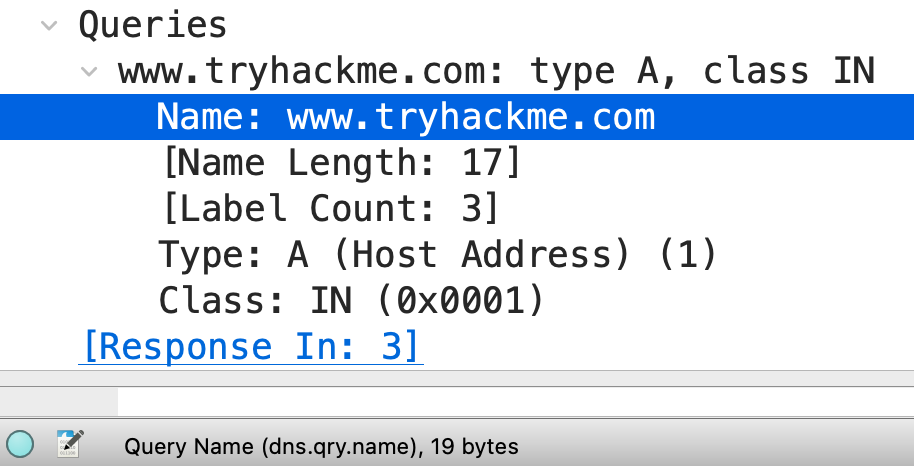 Queries
www.tryhackme.com: type A, class IN
Name: www.tryhackme.com
[Name Length: 17]
[Label Count: 3]
Type: A (Host Address) (1)
Class: IN (0x0001)
[Response In: 3]
Query Name (dns.qry.name), 19 bytes